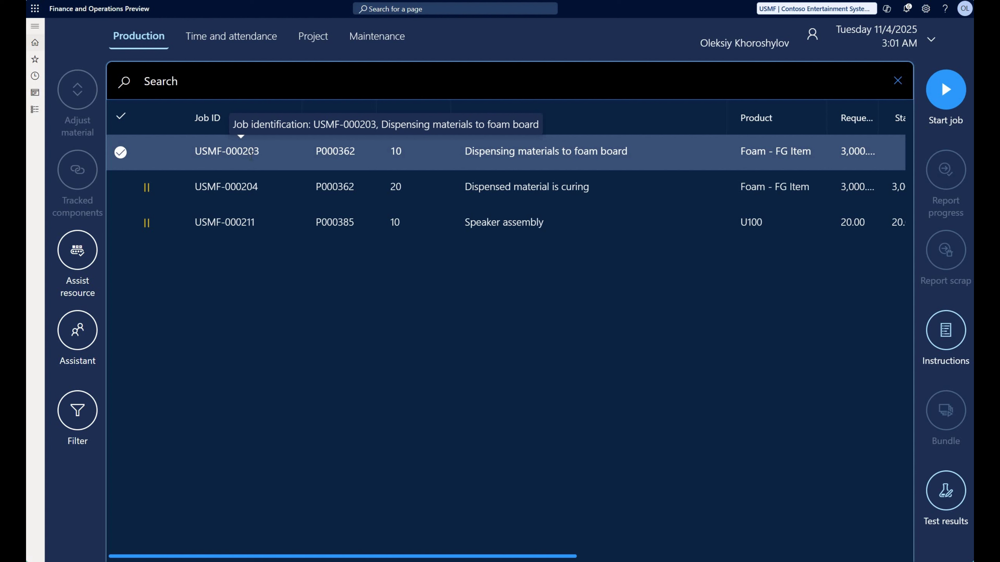 Finance and Operations Preview
Search for a page
USMF | Contoso Entertainment Syste...
6
OL
Production
Time and attendance
Project
Maintenance
Oleksiy Khoroshylov
Tuesday 11/4/2025
3:01 AM
Search
Job ID
Product
Reque...
Sta
Job identification: USMF-000203, Dispensing materials to foam board
USMF-000203 P000362 10 Dispensing materials to foam board Foam - FG Item 3,000....
USMF-000204 P000362 20 Dispensed material is curing Foam - FG Item 3,000.... 3,0
USMF-000211 P000385 10 Speaker assembly U100 20.00 20.
Adjust
material
Tracked
components
Assist
resource
Assistant
Filter
Start job
Report
progress
Report scrap
Instructions
Bundle
Test results